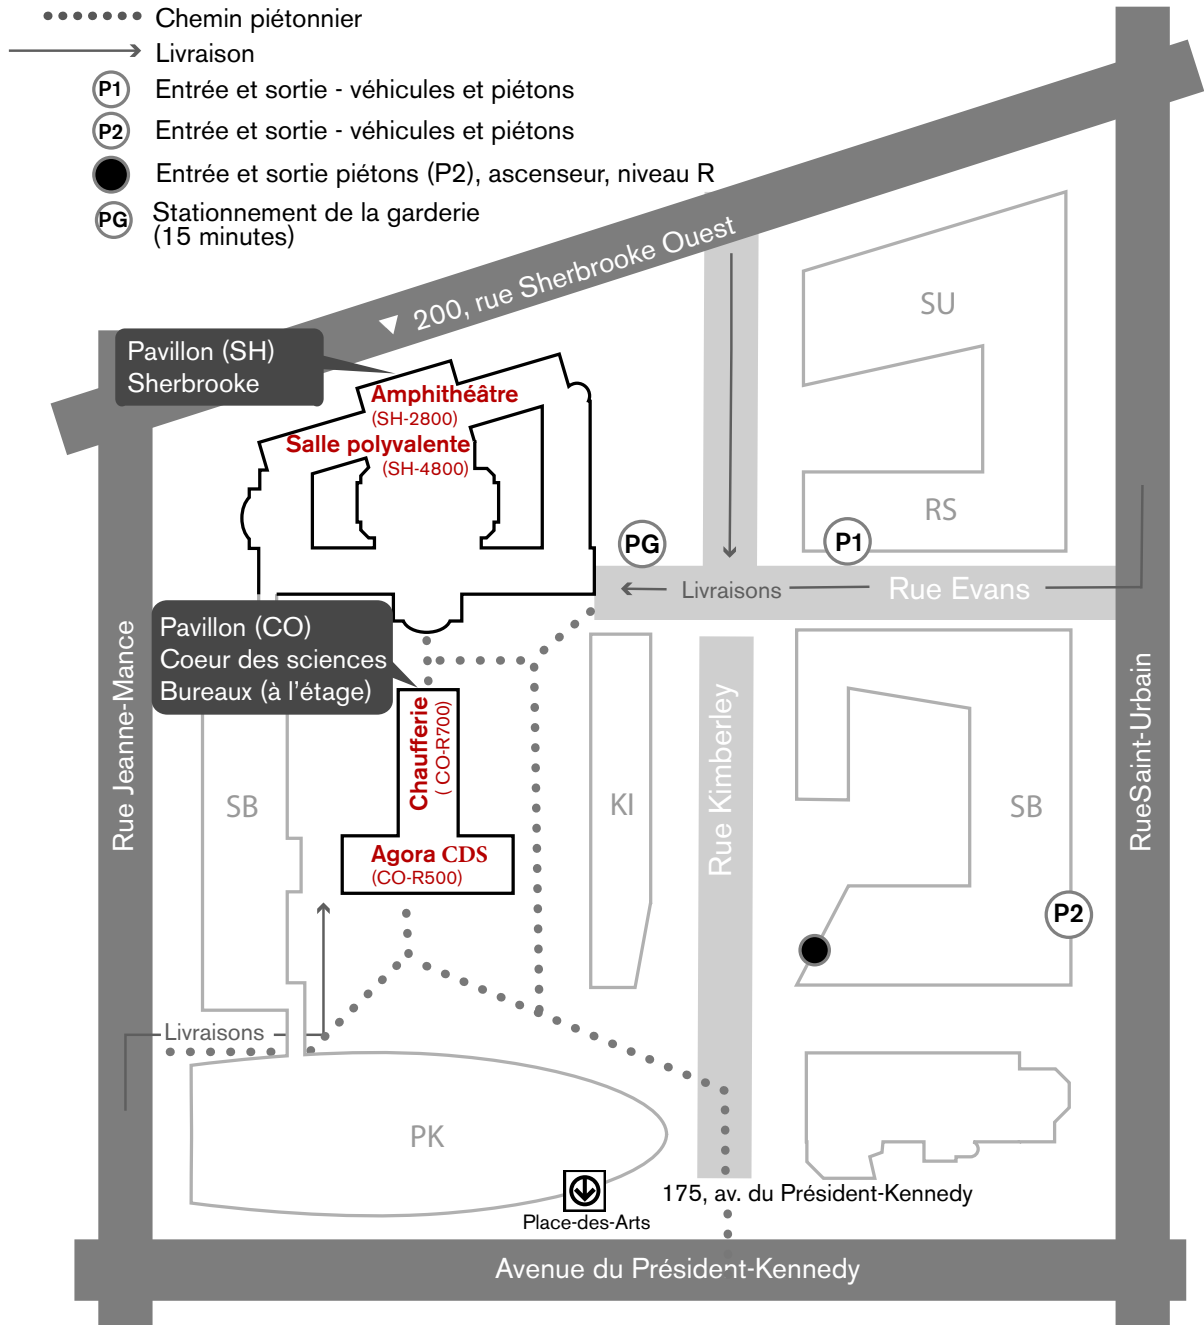 Chemin piétonnier
Livraison
P1 Entrée et sortie - véhicules et piétons
P2 Entrée et sortie - véhicules et piétons
Entrée et sortie piétons (P2), ascenseur, niveau R
PG Stationnement de la garderie
(15 minutes)
200, rue Sherbrooke Ouest
SU
Pavillon (SH)
Sherbrooke
Amphithéâtre
(SH-2800)
Salle polyvalente
(SH-4800)
RS
PG
P1
Livraisons
Rue Evans
Pavillon (CO)
Coeur des sciences
Bureaux (à l'étage)
Rue Jeanne-Mance
Chaufferie
( CO-R700)
Rue Kimberley
RueSaint-Urbain
SB
KI
SB
Agora CDS
(CO-R500)
P2
Livraisons
PK
175, av. du Président-Kennedy
Place-des-Arts
Avenue du Président-Kennedy